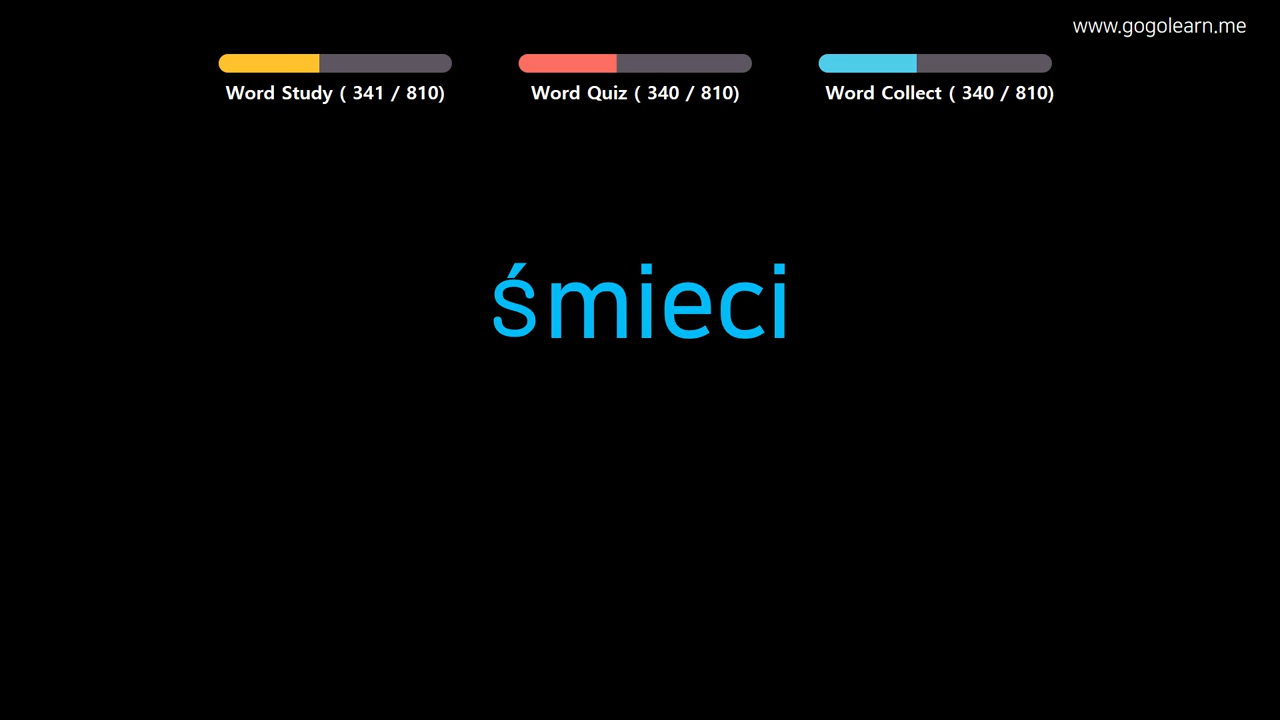 www.gogolearn.me
Word Study ( 341 / 810)
Word Quiz ( 340 / 810)
Word Collect ( 340 / 810)
śmieci